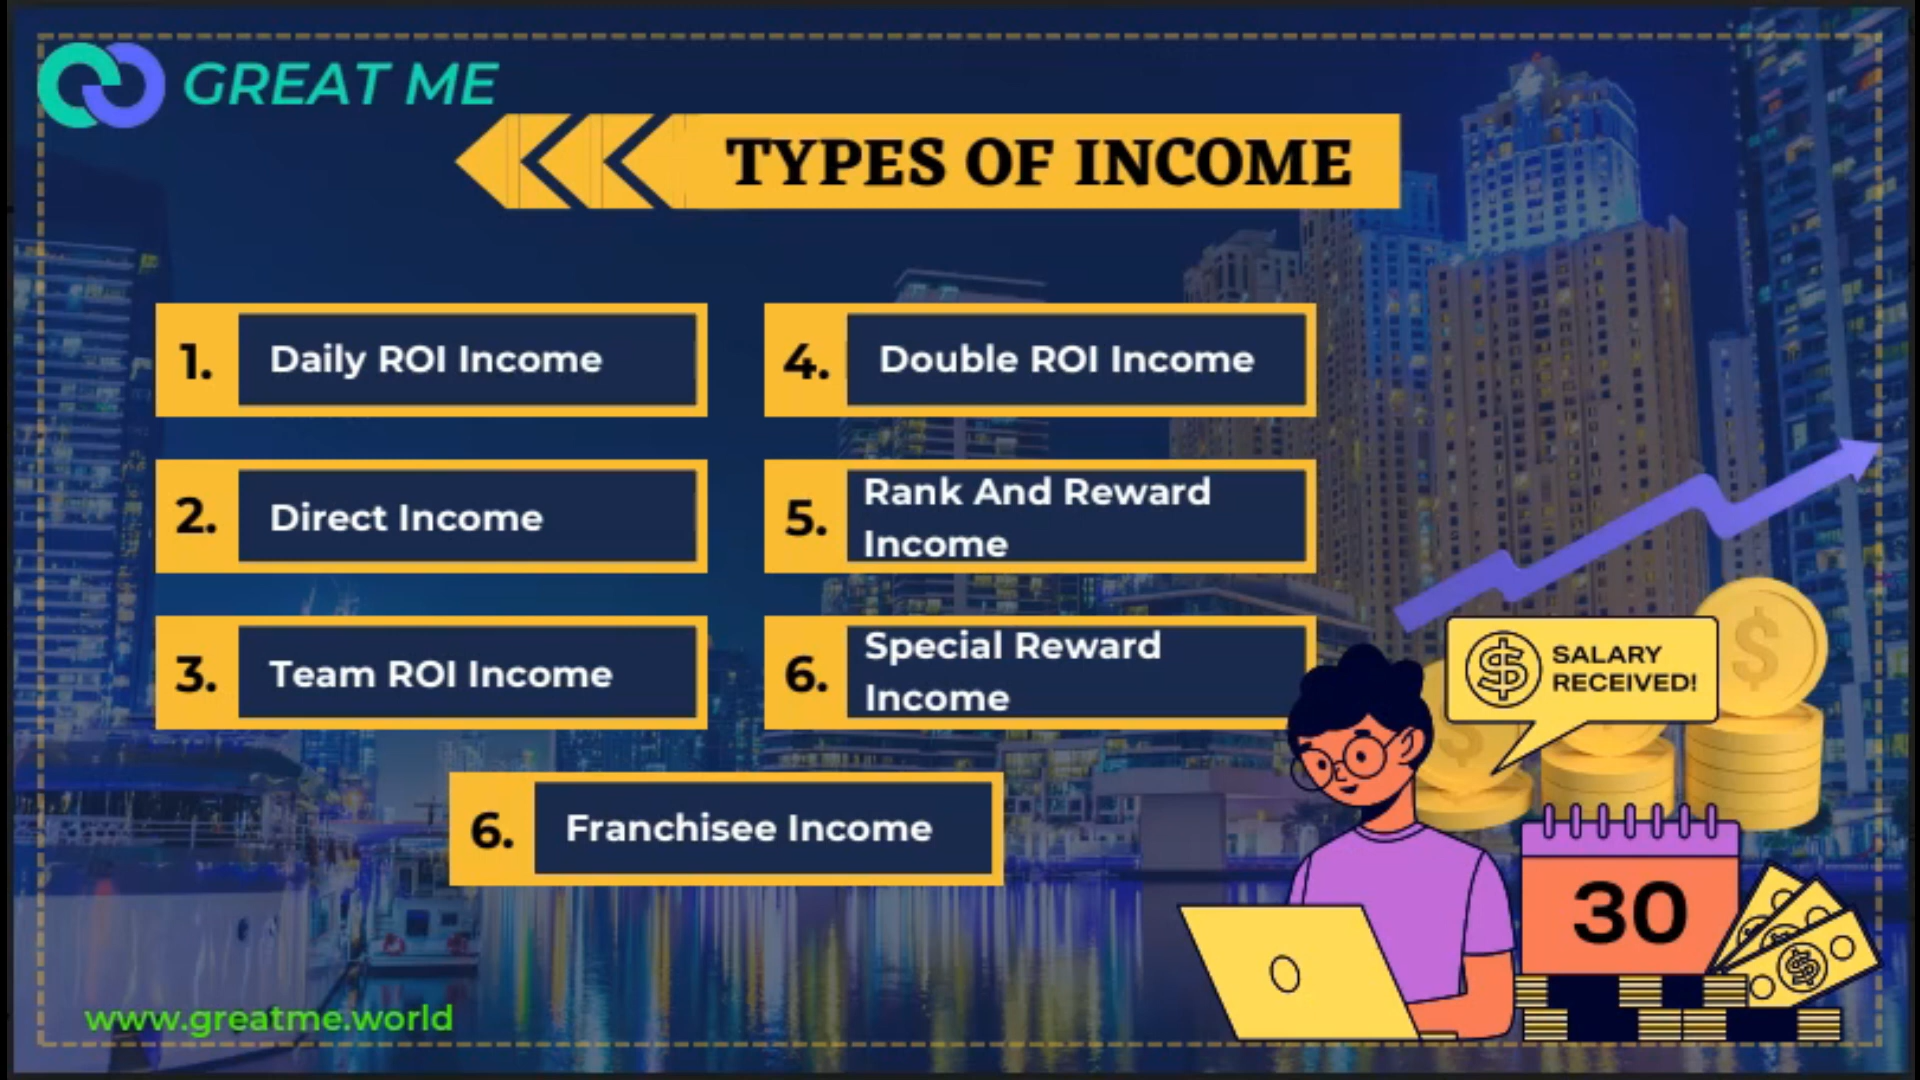 GREAT ME
TYPES OF INCOME
1. Daily ROI Income
2. Direct Income
3. Team ROI Income
4. Double ROI Income
5. Rank And Reward
Income
6. Special Reward
Income
6. Franchisee Income
SALARY
RECEIVED!
30
www.greatme.world